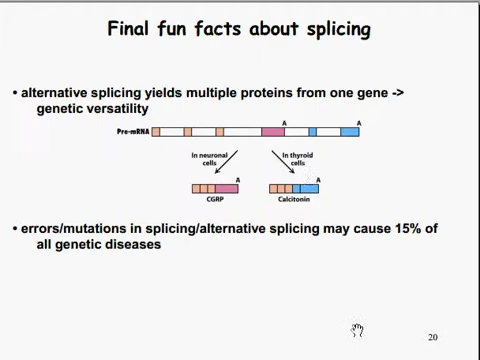 Final fun facts about splicing
• alternative splicing yields multiple proteins from one gene ->
genetic versatility
A A
Pre-mRNA
In neuronal
cells
In thyroid
cells
A A
CGRP Calcitonin
• errors/mutations in splicing/alternative splicing may cause 15% of
all genetic diseases
20